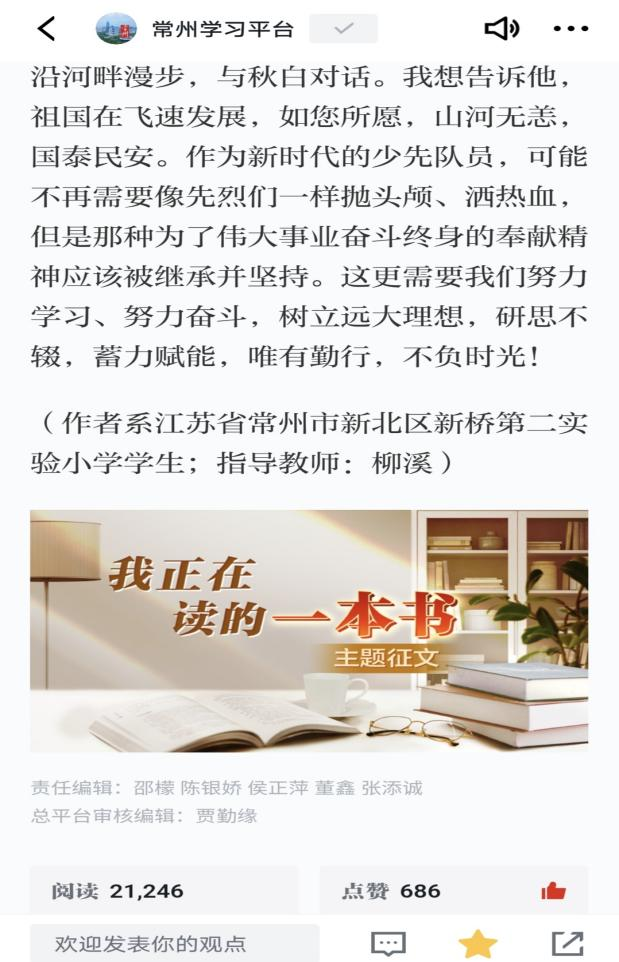 常州学习平台
沿河畔漫步，与秋白对话。我想告诉他，
祖国在飞速发展，如您所愿，山河无恙，
国泰民安。作为新时代的少先队员，可能
不再需要像先烈们一样抛头颅、洒热血，
但是那种为了伟大事业奋斗终身的奉献精
神应该被继承并坚持。这更需要我们努力
学习、努力奋斗，树立远大理想，研思不
辍，蓄力赋能，唯有勤行，不负时光！
（作者系江苏省常州市新北区新桥第二实
验小学学生；指导教师：柳溪）
我正在
读的一本书
主题征文
责任编辑：邵檬 陈银娇 侯正萍 董鑫 张添诚
总平台审核编辑：贾勤缘
阅读 21,246
点赞 686
欢迎发表你的观点